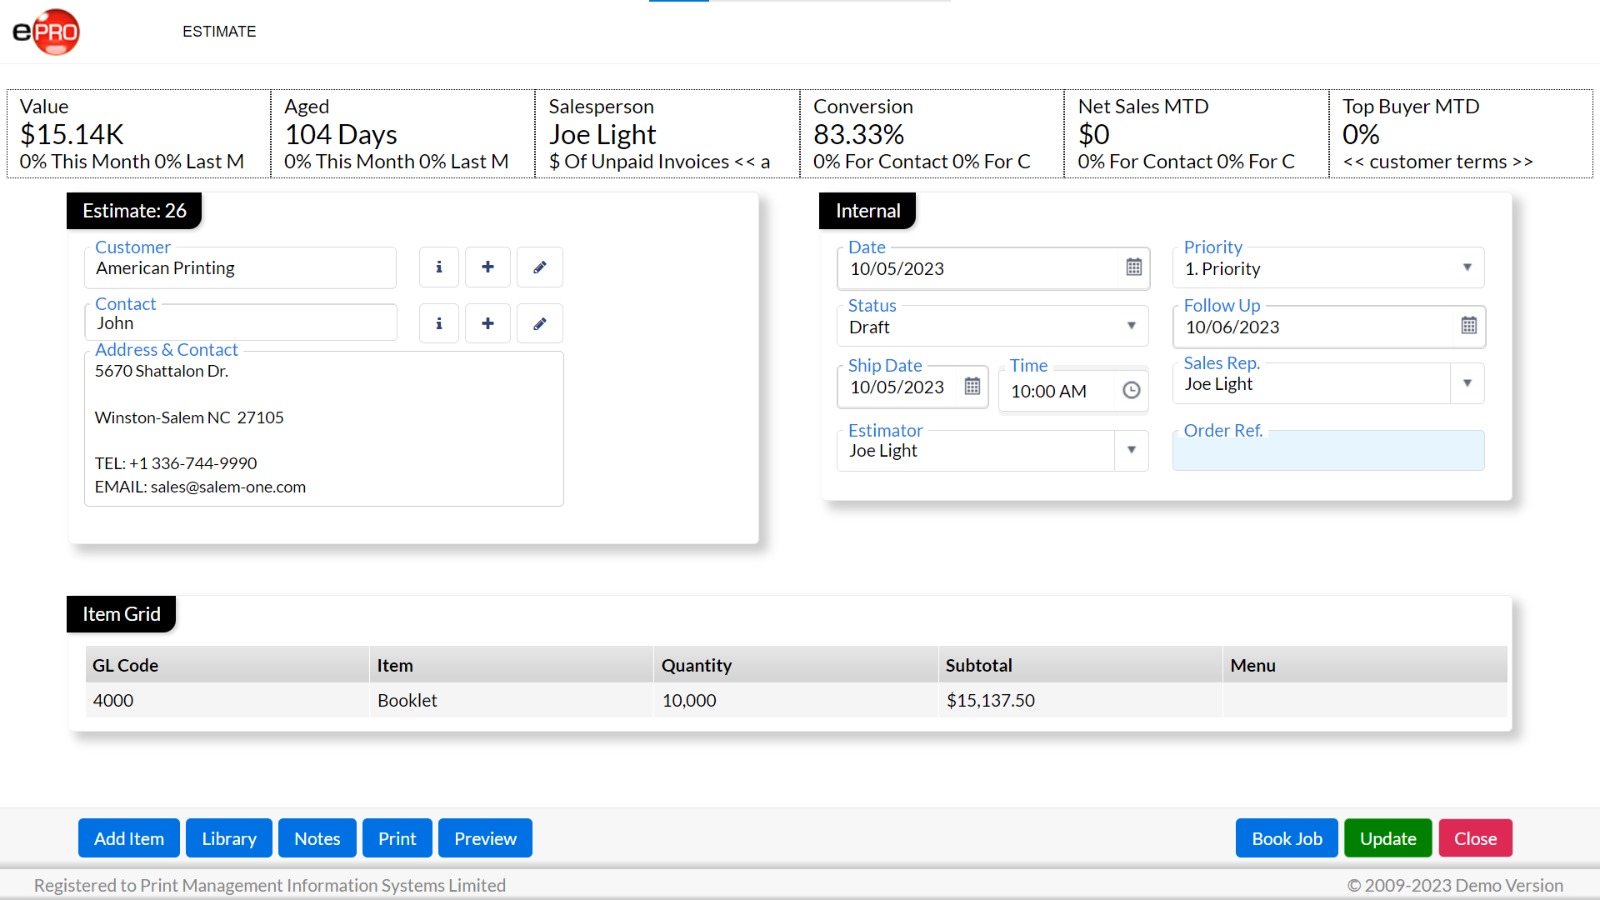 ePRO
ESTIMATE
Value
$15.14K
0% This Month 0% Last M
Aged
104 Days
0% This Month 0% Last M
Salesperson
Joe Light
$ Of Unpaid Invoices << a
Conversion
83.33%
0% For Contact 0% For C
Net Sales MTD
$0
0% For Contact 0% For C
Top Buyer MTD
0%
<< customer terms >>
Estimate: 26
Customer
American Printing
Contact
John
Address & Contact
5670 Shattalon Dr.
Winston-Salem NC 27105
TEL: +1 336-744-9990
EMAIL: sales@salem-one.com
Internal
Date
10/05/2023
Priority
1. Priority
Status
Draft
Follow Up
10/06/2023
Ship Date
10/05/2023
Time
10:00 AM
Sales Rep.
Joe Light
Estimator
Joe Light
Order Ref.
Item Grid
GL Code Item Quantity Subtotal Menu
4000 Booklet 10,000 $15,137.50
Add Item Library Notes Print Preview Book Job Update Close
Registered to Print Management Information Systems Limited © 2009-2023 Demo Version